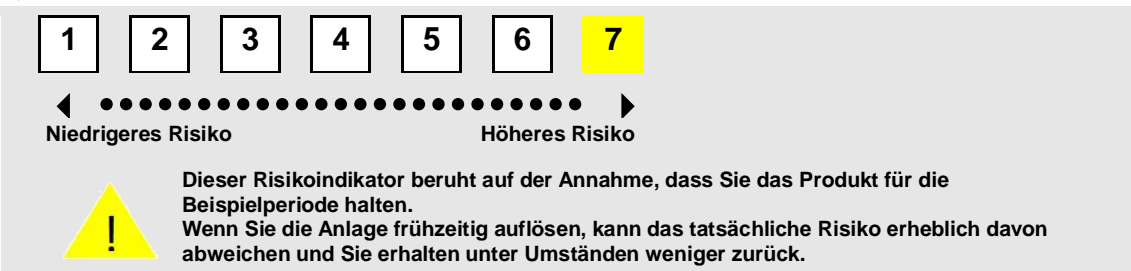 1 2 3 4 5 6 7
Niedrigeres Risiko Höheres Risiko
Dieser Risikoindikator beruht auf der Annahme, dass Sie das Produkt für die
Beispielperiode halten.
Wenn Sie die Anlage frühzeitig auflösen, kann das tatsächliche Risiko erheblich davon
abweichen und Sie erhalten unter Umständen weniger zurück.
!